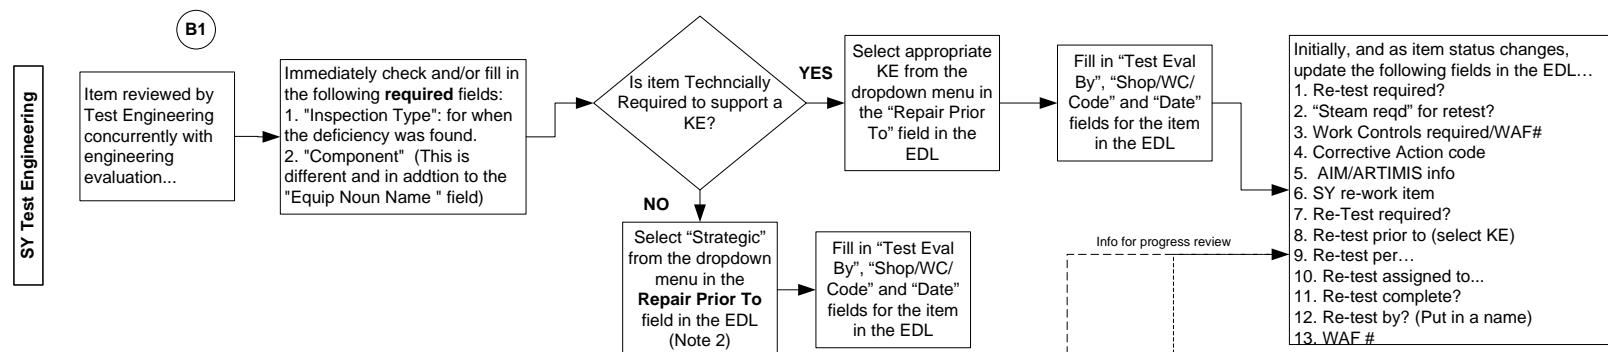 B1
SY Test Engineering
Item reviewed by
Test Engineering
concurrently with
engineering
evaluation...
Immediately check and/or fill in
the following required fields:
1. "Inspection Type": for when
the deficiency was found.
2. "Component"  (This is
different and in addtion to the
"Equip Noun Name " field)
Is item Techncially
Required to support a
KE?
YES
Select appropriate
KE from the
dropdown menu in
the “Repair Prior
To” field in the
EDL
Fill in “Test Eval
By”, “Shop/WC/
Code” and “Date”
fields for the item
in the EDL
NO
Select “Strategic”
from the dropdown
menu in the
Repair Prior To
field in the EDL
(Note 2)
Fill in “Test Eval
By”, “Shop/WC/
Code” and “Date”
fields for the item
in the EDL
Info for progress review
Initially, and as item status changes,
update the following fields in the EDL…
1. Re-test required?
2. “Steam reqd” for retest?
3. Work Controls required/WAF#
4. Corrective Action code
5.  AIM/ARTIMIS info
6. SY re-work item
7. Re-Test required?
8. Re-test prior to (select KE)
9. Re-test per…
10. Re-test assigned to...
11. Re-test complete?
12. Re-test by? (Put in a name)
13. WAF #